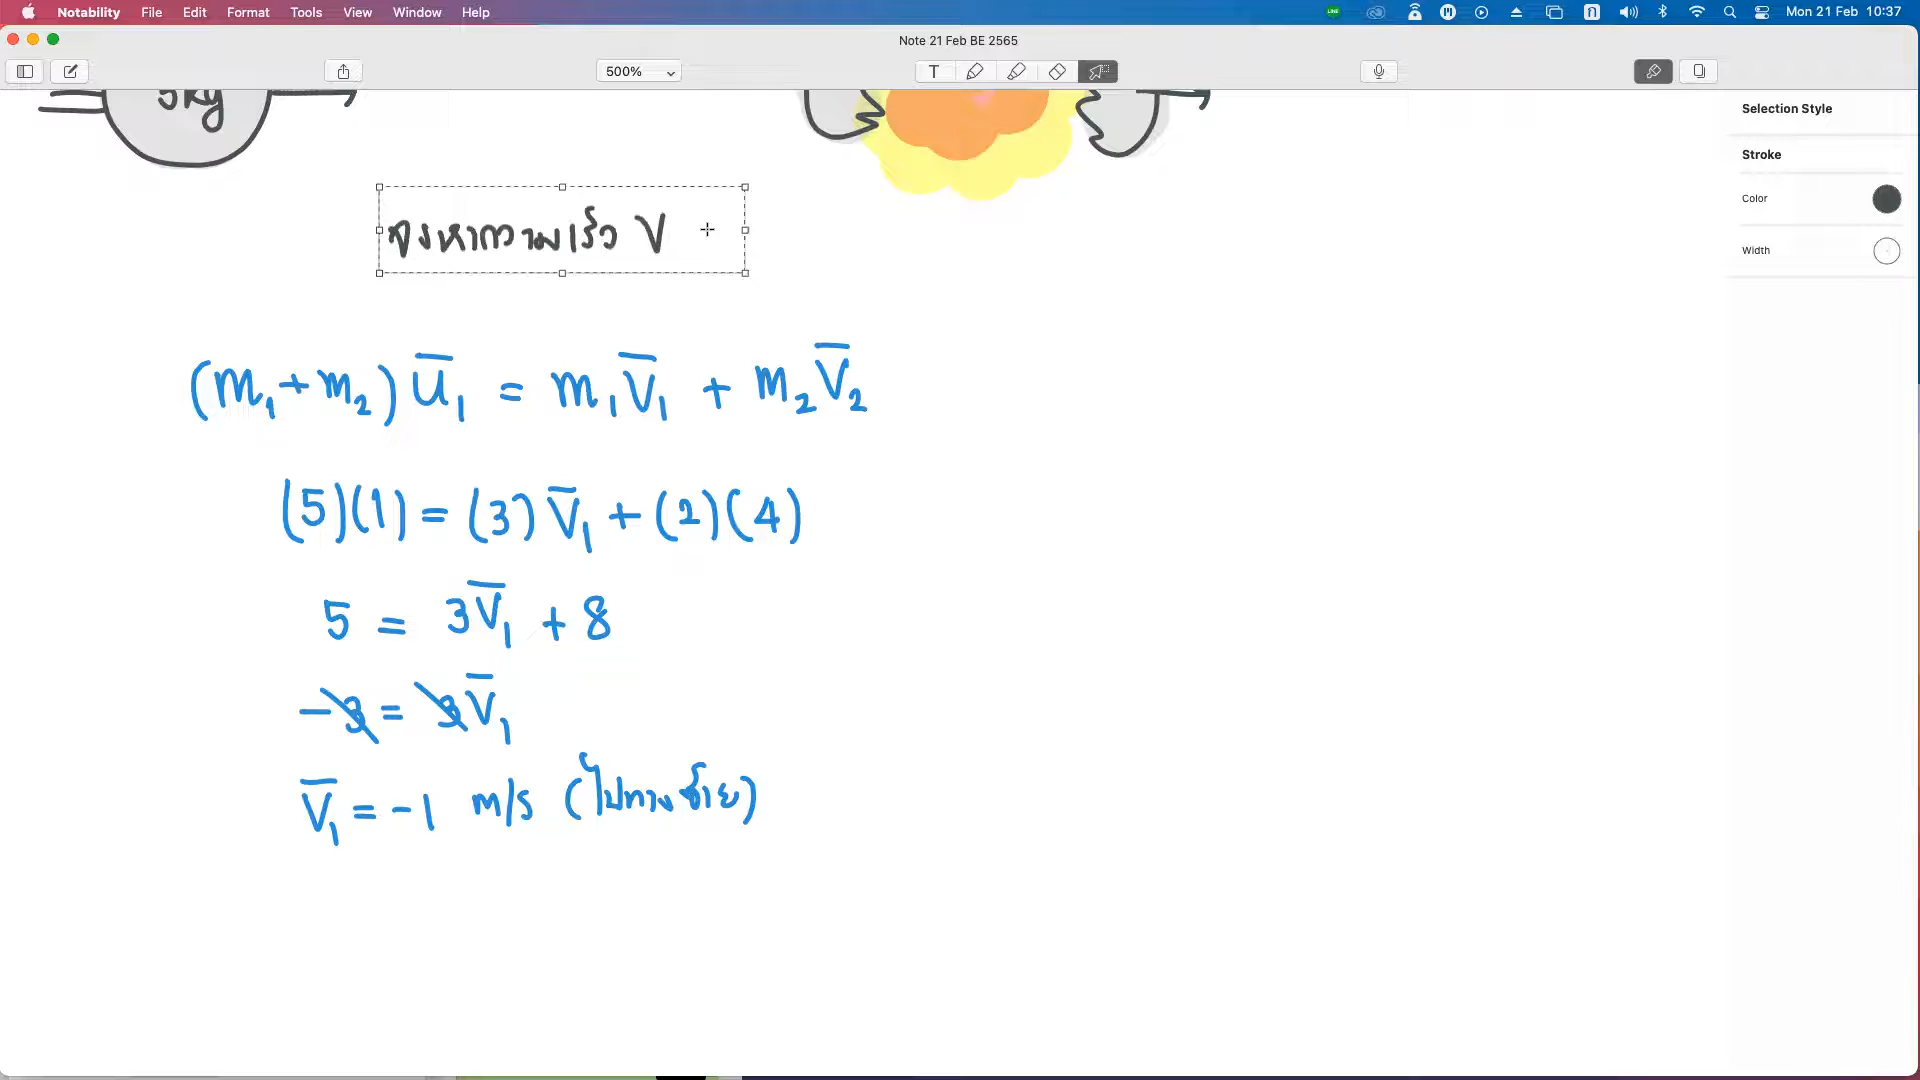 Notability File Edit Format Tools View Window Help LINE Mon 21 Feb 10:37
Note 21 Feb BE 2565
500% T
Selection Style
Stroke
Color
Width
5kg
จงหาความเร็ว V
(m₁+m₂) u̅₁ = m₁V̅₁ + m₂V̅₂
(5)(1) = (3)V̅₁ + (2)(4)
5 = 3V̅₁ + 8
-3 = 3V̅₁
V̅₁ = -1 m/s (ไปทางซ้าย)